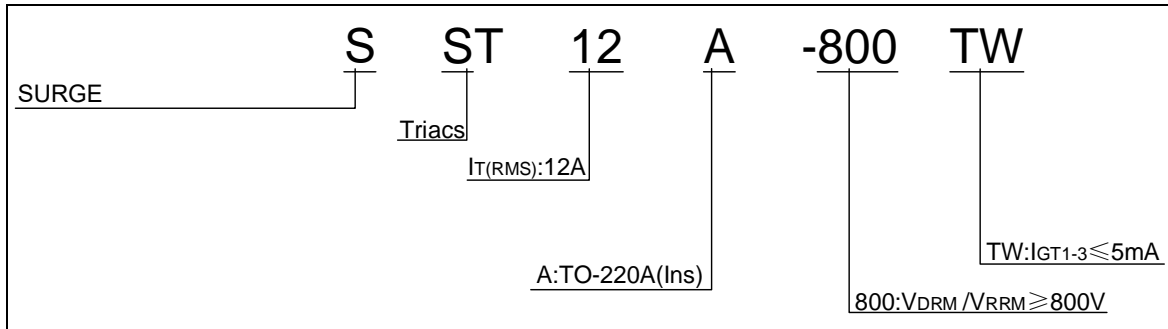 S ST 12 A -800 TW
SURGE
Triacs
IT(RMS):12A
TW:IGT1-3≤5mA
A:TO-220A(Ins)
800:VDRM /VRRM≥800V